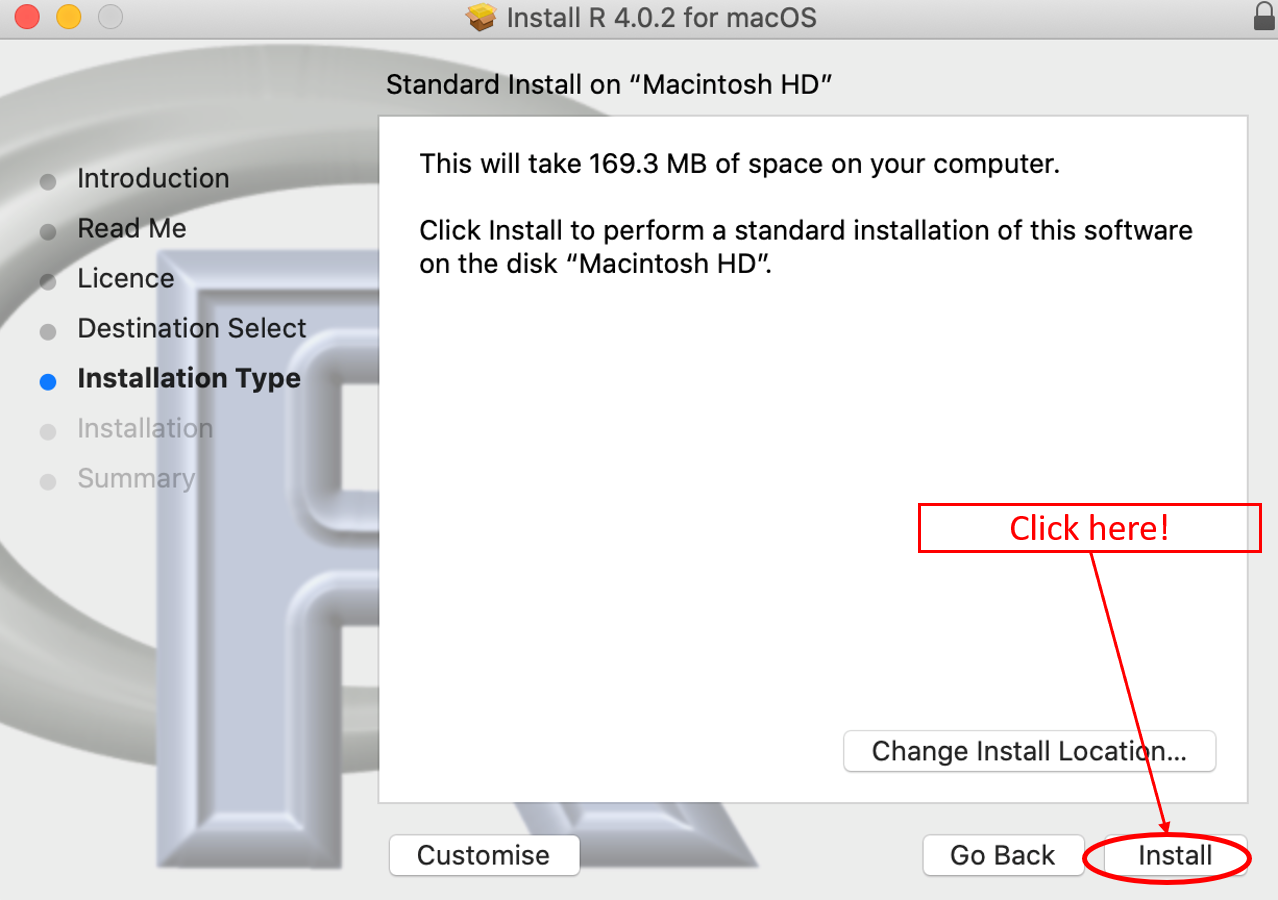 Install R 4.0.2 for macOS
Standard Install on “Macintosh HD”
Introduction
Read Me
Licence
Destination Select
Installation Type
Installation
Summary
This will take 169.3 MB of space on your computer.
Click Install to perform a standard installation of this software
on the disk “Macintosh HD”.
Click here!
Change Install Location...
Customise
Go Back
Install